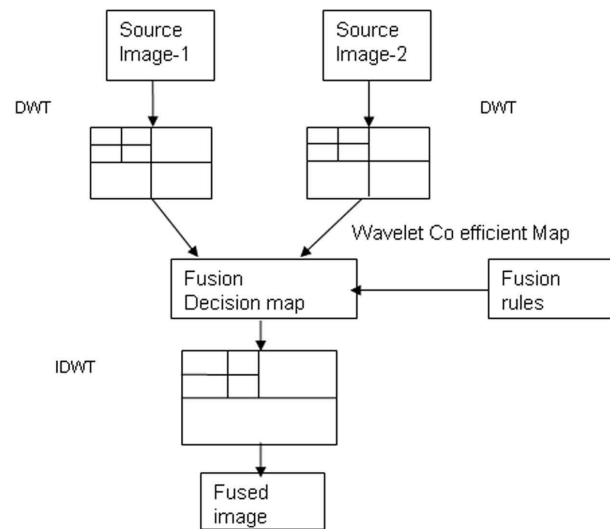 Source
Image-1
Source
Image-2
DWT
DWT
Wavelet Co efficient Map
Fusion
Decision map
Fusion
rules
IDWT
Fused
image